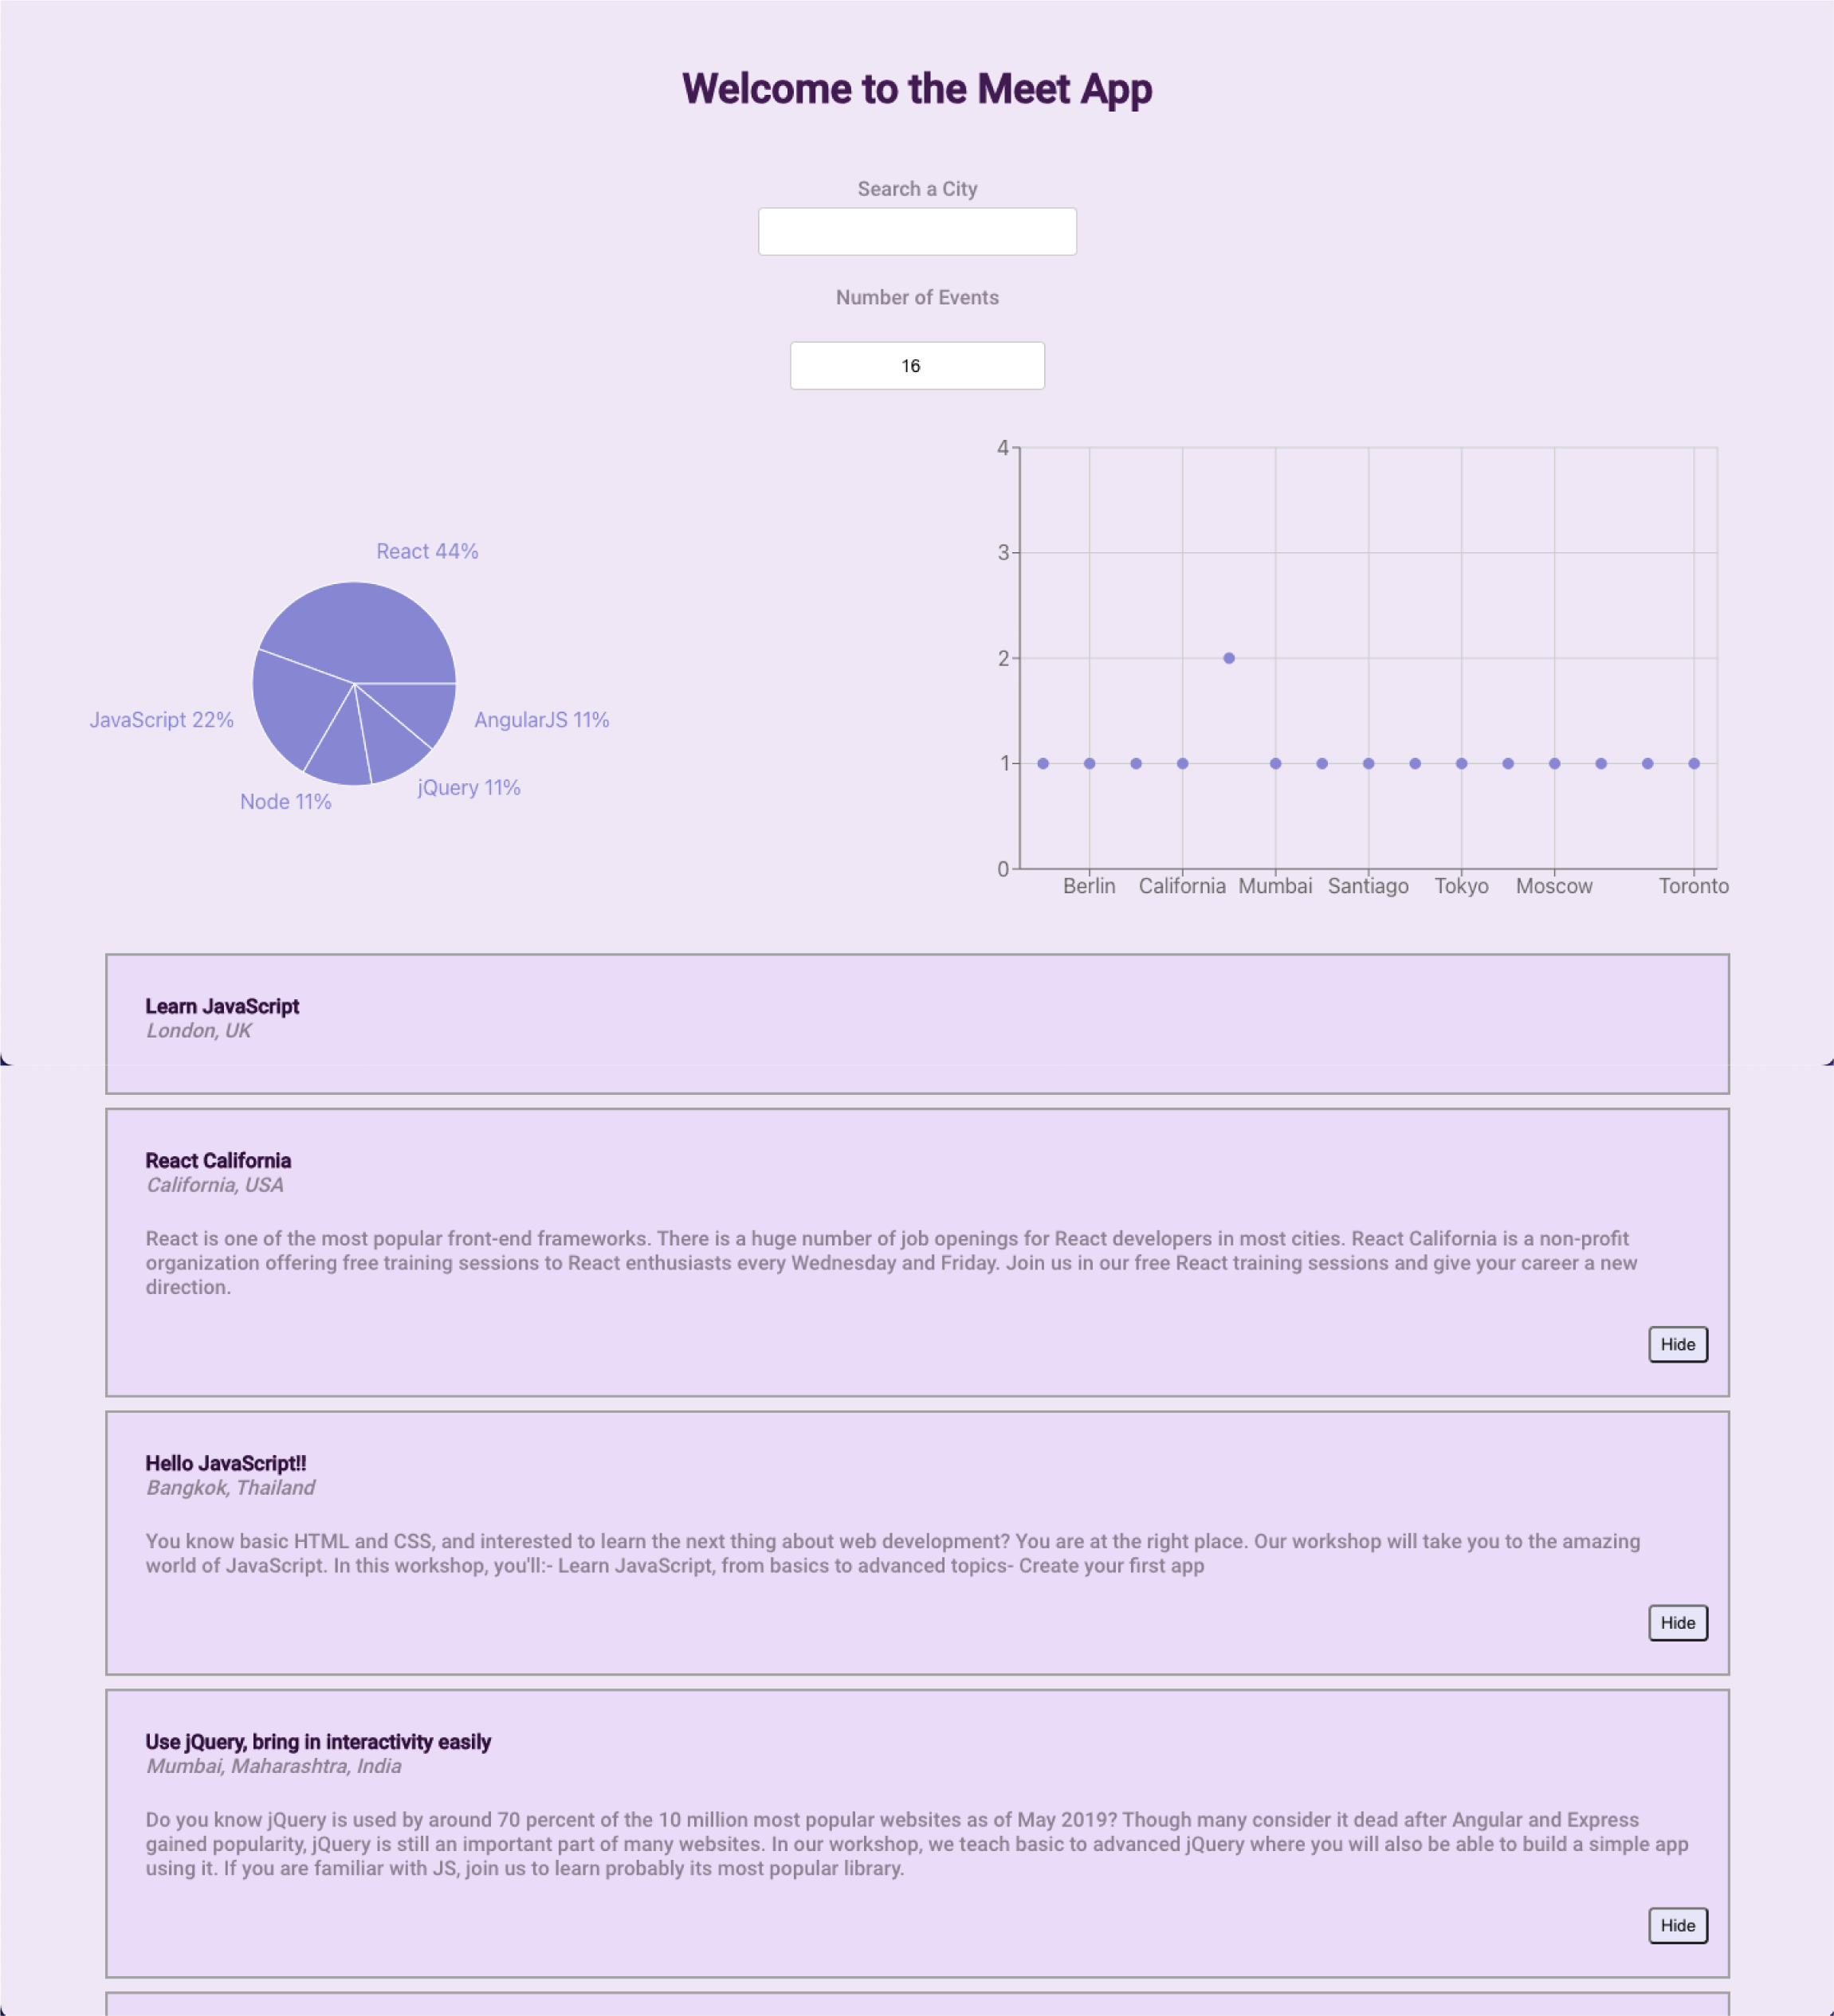 Welcome to the Meet App
Search a City
Number of Events
16
React 44%
JavaScript 22%
AngularJS 11%
jQuery 11%
Node 11%
4
3
2
1
0
Berlin California Mumbai Santiago Tokyo Moscow Toronto
Learn JavaScript
London, UK
React California
California, USA
React is one of the most popular front-end frameworks. There is a huge number of job openings for React developers in most cities. React California is a non-profit
organization offering free training sessions to React enthusiasts every Wednesday and Friday. Join us in our free React training sessions and give your career a new
direction.
Hide
Hello JavaScript!!
Bangkok, Thailand
You know basic HTML and CSS, and interested to learn the next thing about web development? You are at the right place. Our workshop will take you to the amazing
world of JavaScript. In this workshop, you'll:- Learn JavaScript, from basics to advanced topics- Create your first app
Hide
Use jQuery, bring in interactivity easily
Mumbai, Maharashtra, India
Do you know jQuery is used by around 70 percent of the 10 million most popular websites as of May 2019? Though many consider it dead after Angular and Express
gained popularity, jQuery is still an important part of many websites. In our workshop, we teach basic to advanced jQuery where you will also be able to build a simple app
using it. If you are familiar with JS, join us to learn probably its most popular library.
Hide